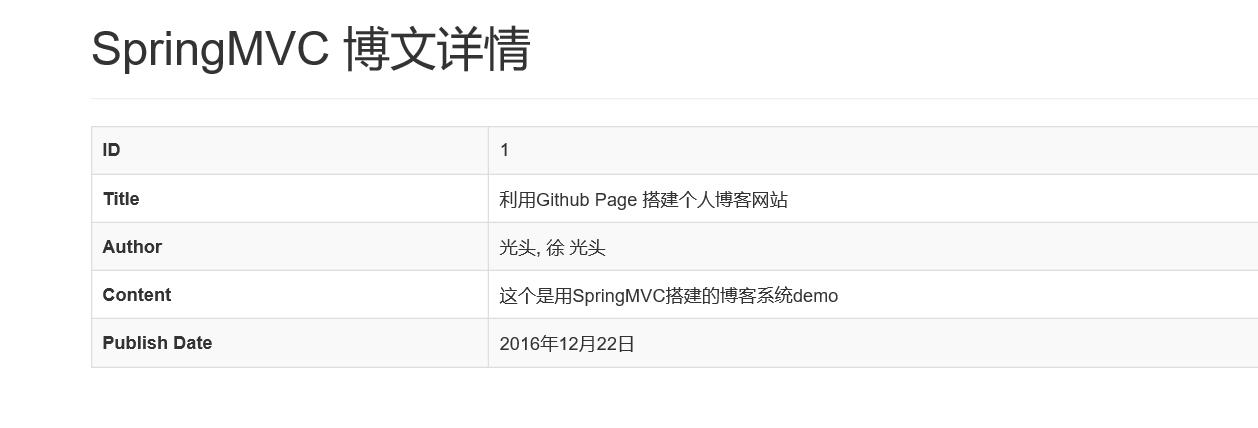 SpringMVC 博文详情
ID 1
Title 利用Github Page 搭建个人博客网站
Author 光头, 徐 光头
Content 这个是用SpringMVC搭建的博客系统demo
Publish Date 2016年12月22日